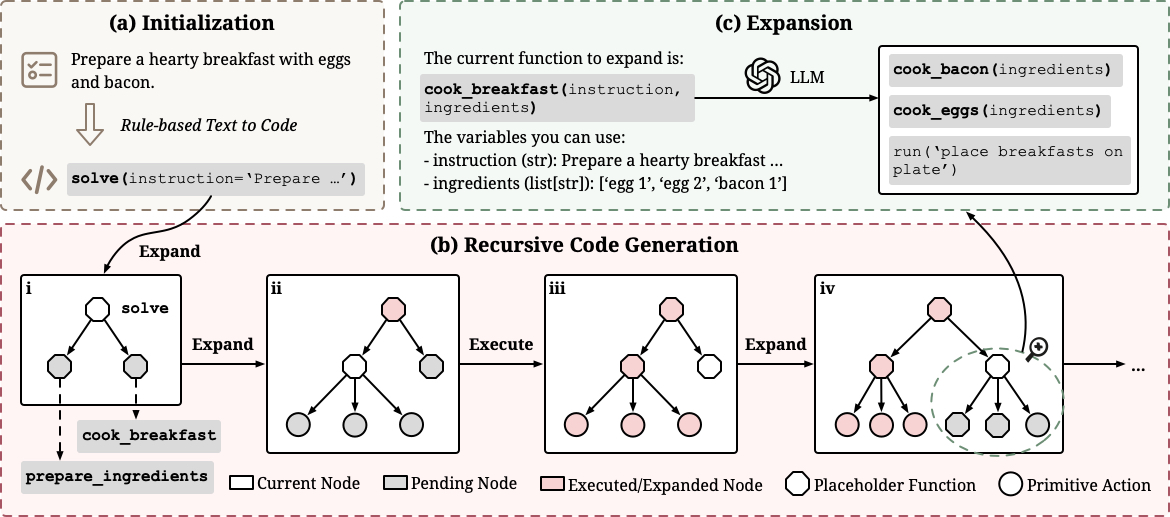 (a) Initialization
Prepare a hearty breakfast with eggs
and bacon.
Rule-based Text to Code
solve(instruction=‘Prepare …’)
(c) Expansion
The current function to expand is:
cook_breakfast(instruction,
ingredients)
The variables you can use:
- instruction (str): Prepare a hearty breakfast ...
- ingredients (list[str]): [‘egg 1’, ‘egg 2’, ‘bacon 1’]
LLM
cook_bacon(ingredients)
cook_eggs(ingredients)
run(‘place breakfasts on
plate’)
(b) Recursive Code Generation
Expand
i
solve
cook_breakfast
prepare_ingredients
Expand
ii
Execute
iii
Expand
iv
...
Current Node
Pending Node
Executed/Expanded Node
Placeholder Function
Primitive Action